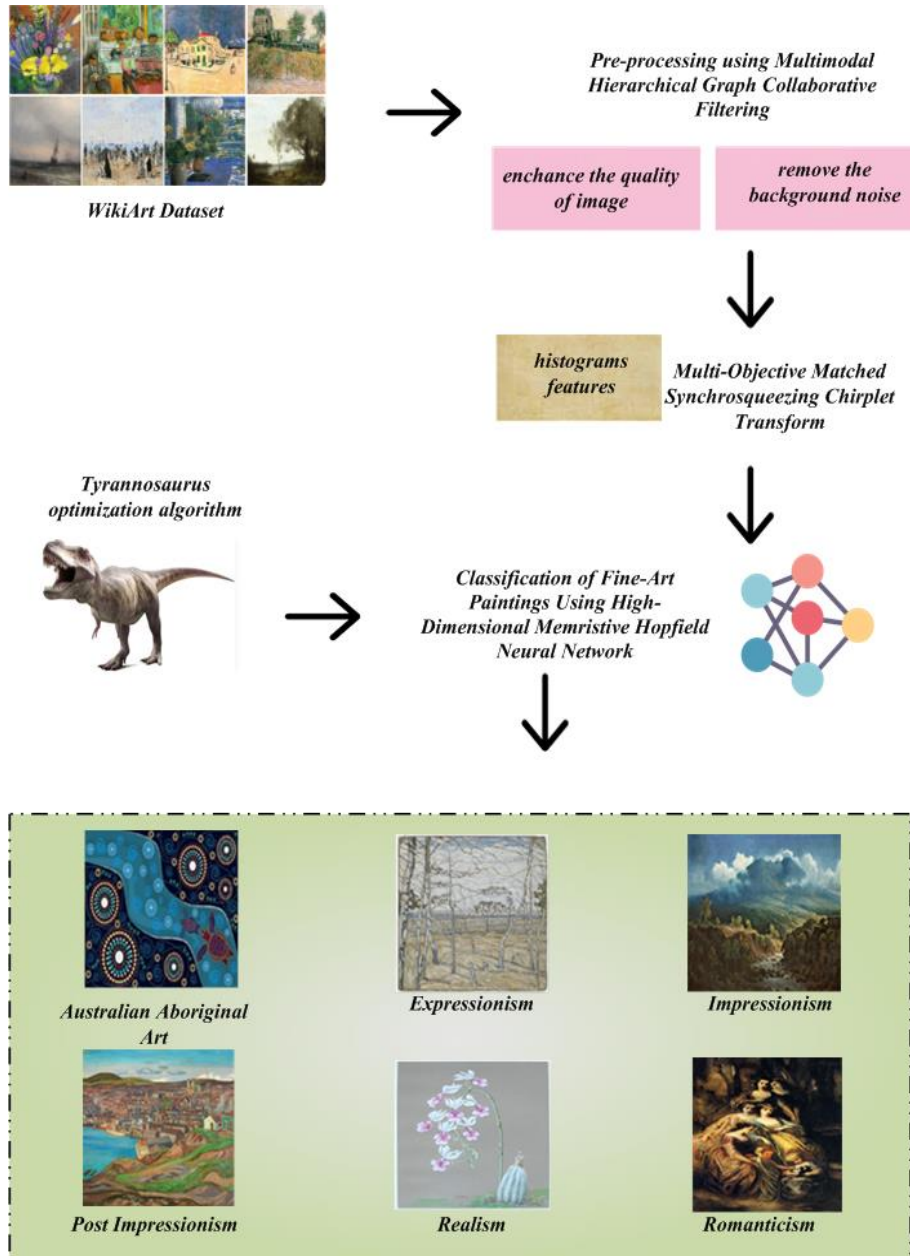 Pre-processing using Multimodal
Hierarchical Graph Collaborative
Filtering
enchance the quality
of image
remove the
background noise
WikiArt Dataset
histograms
features
Multi-Objective Matched
Synchrosqueezing Chirplet
Transform
Tyrannosaurus
optimization algorithm
Classification of Fine-Art
Paintings Using High-
Dimensional Memristive Hopfield
Neural Network
Australian Aboriginal
Art
Expressionism
Impressionism
Post Impressionism
Realism
Romanticism